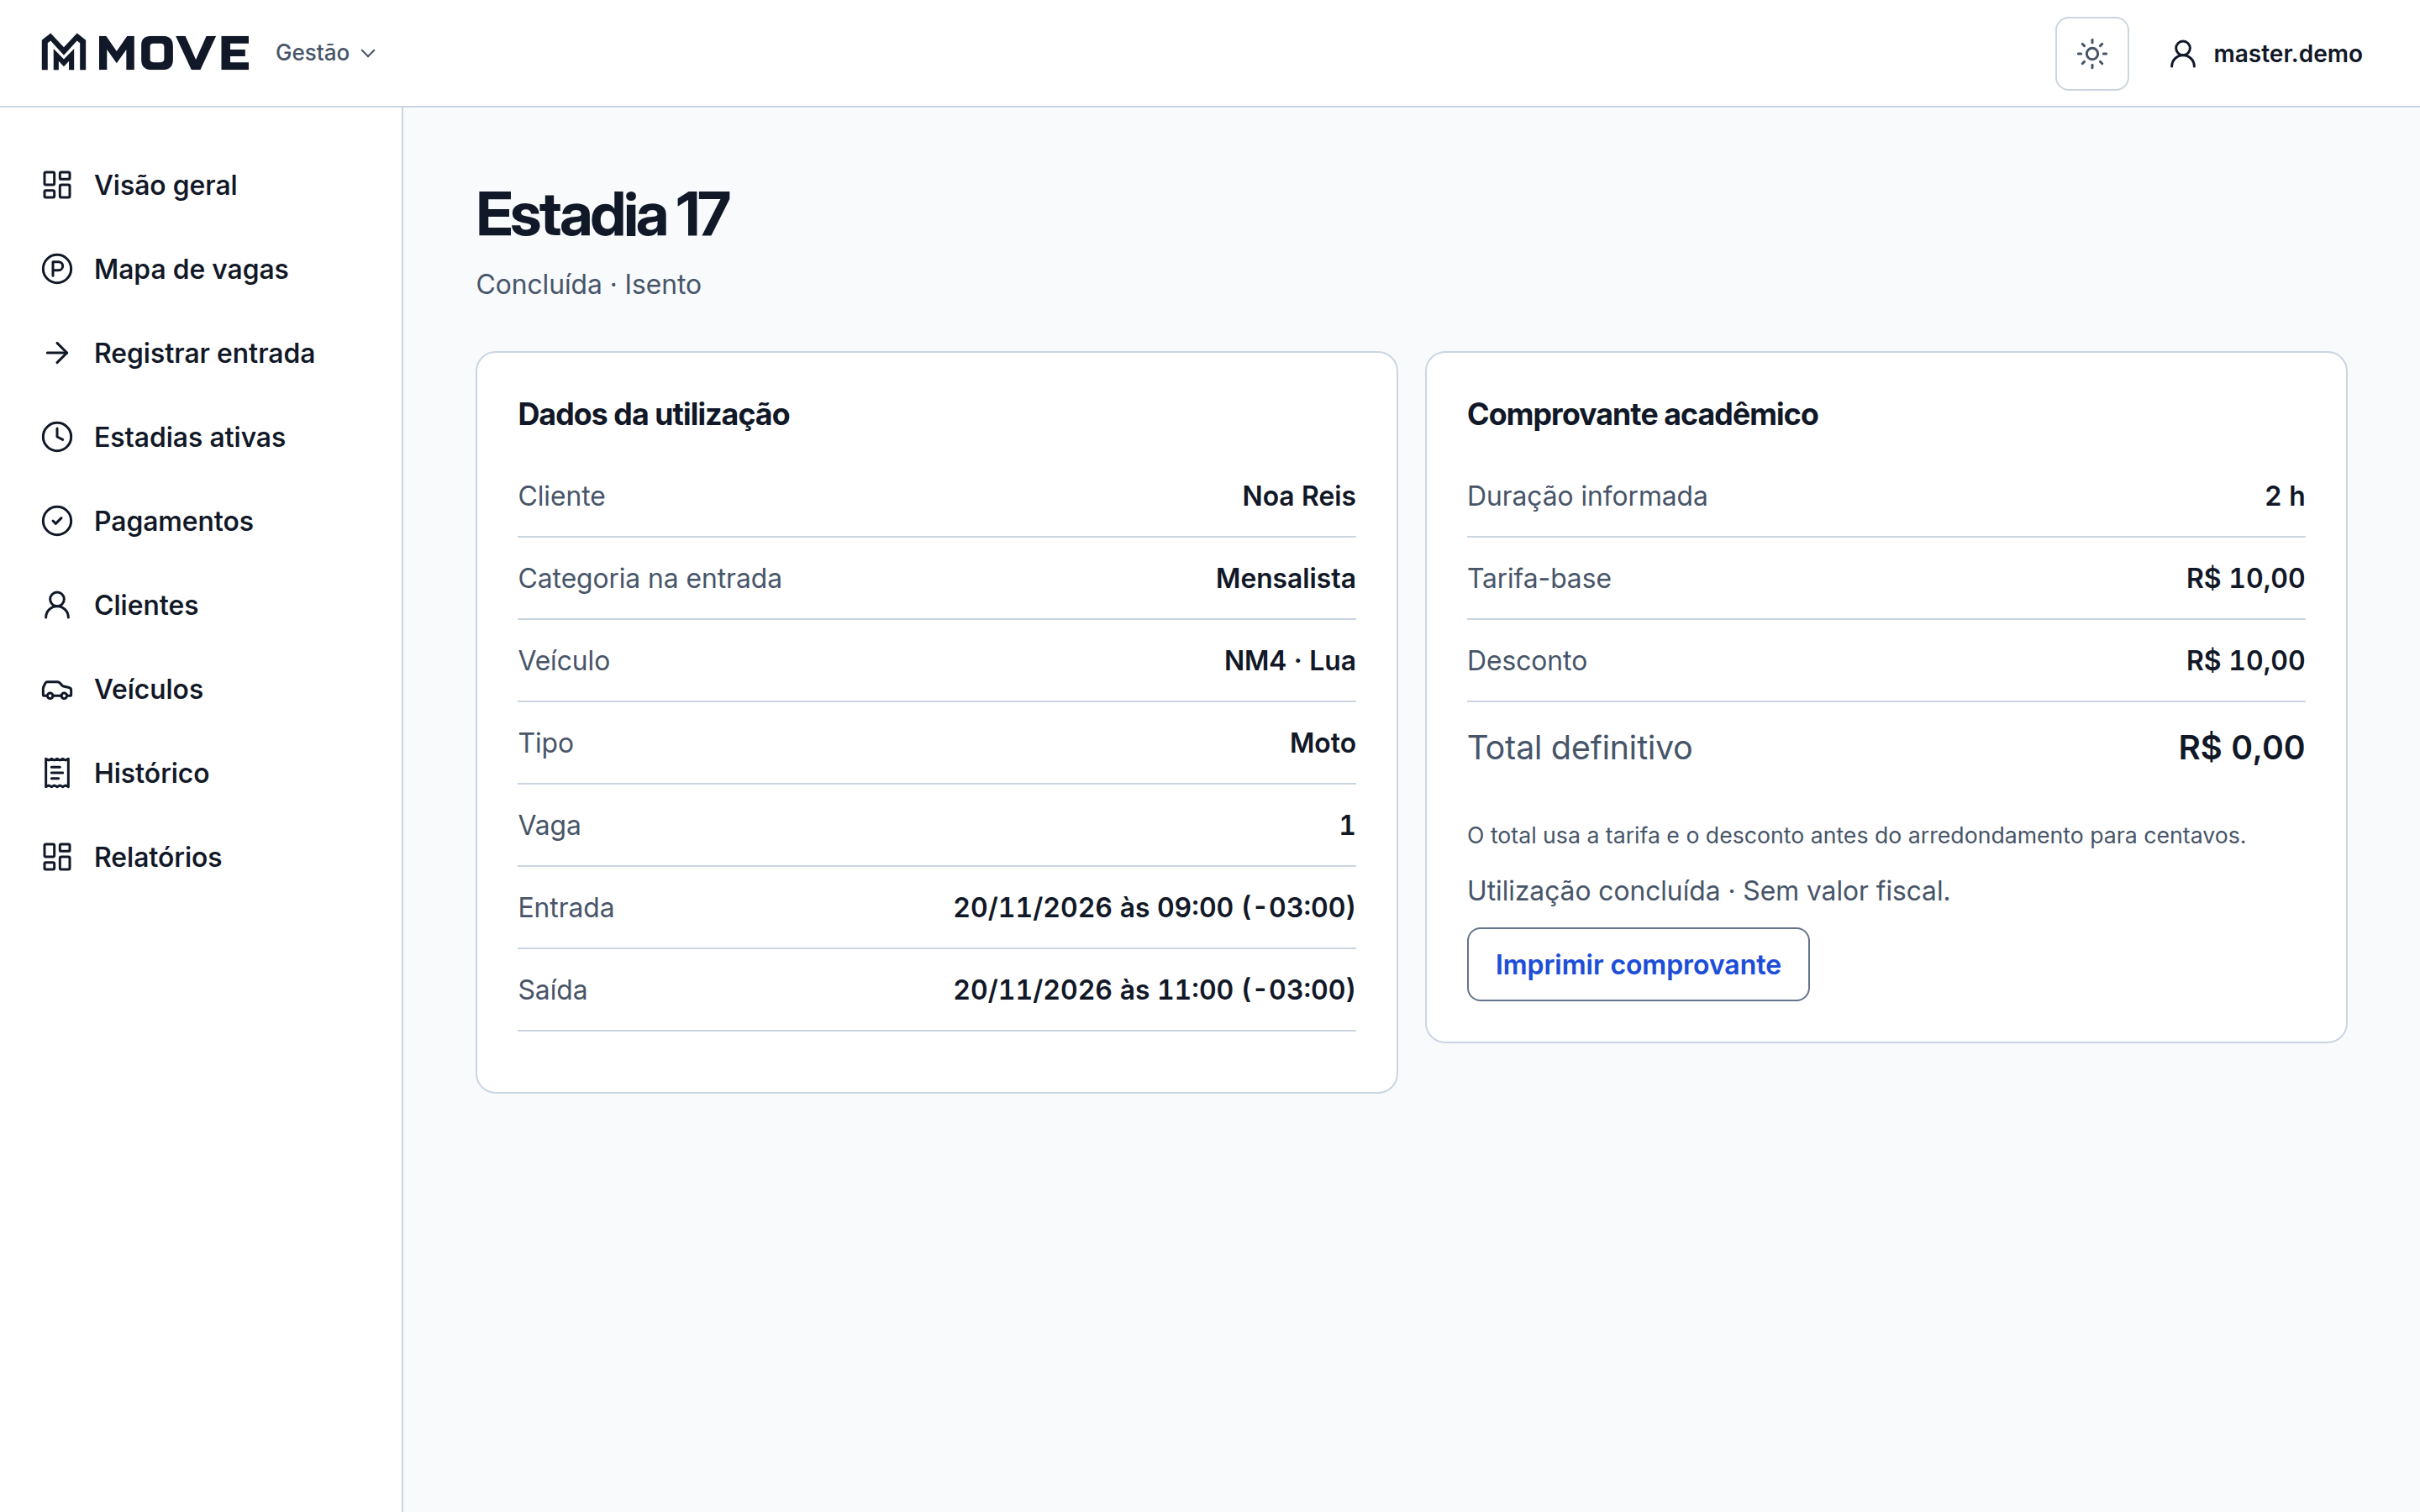 MOVE Gestão
master.demo
Visão geral
Mapa de vagas
Registrar entrada
Estadias ativas
Pagamentos
Clientes
Veículos
Histórico
Relatórios
Estadia 17
Concluída · Isento
Dados da utilização
Cliente Noa Reis
Categoria na entrada Mensalista
Veículo NM4 · Lua
Tipo Moto
Vaga 1
Entrada 20/11/2026 às 09:00 (-03:00)
Saída 20/11/2026 às 11:00 (-03:00)
Comprovante acadêmico
Duração informada 2 h
Tarifa-base R$ 10,00
Desconto R$ 10,00
Total definitivo R$ 0,00
O total usa a tarifa e o desconto antes do arredondamento para centavos.
Utilização concluída · Sem valor fiscal.
Imprimir comprovante